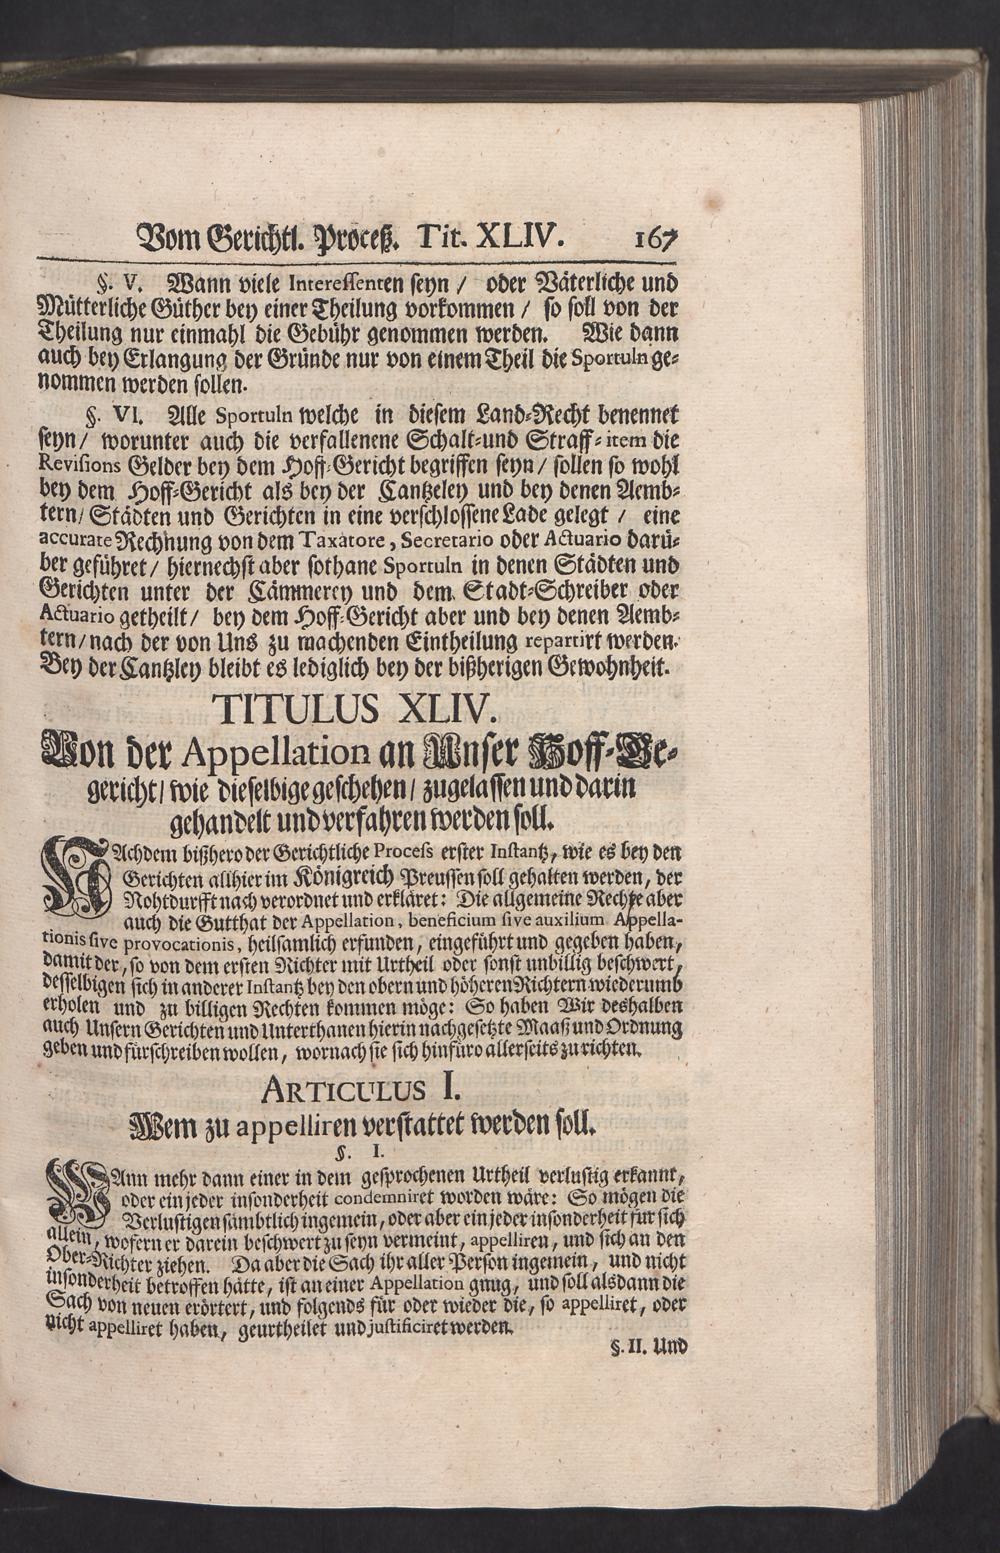 Vom Gerichtl. Proceß. Tit. XLIV. 167
§. V. Wann viele Interessenten seyn / oder Väterliche und
Mütterliche Güther bey einer Theilung vorkommen / so soll von der
Theilung nur einmahl die Gebühr genommen werden. Wie dann
auch bey Erlangung der Gründe nur von einem Theil die Sportuln ge-
nommen werden sollen.
§. VI. Alle Sportuln welche in diesem Land-Recht benennet
seyn / worunter auch die verfallenene Schalt-und Straff-item die
Revisions Gelder bey dem Hoff-Gericht begriffen seyn / sollen so wohl
bey dem Hoff-Gericht als bey der Cantzeley und bey denen Aemb-
tern / Städten und Gerichten in eine verschlossene Lade gelegt / eine
accurate Rechnung von dem Taxatore, Secretario oder Actuario darü-
ber geführet / hiernechst aber sothane Sportuln in denen Städten und
Gerichten unter der Cämmerey und dem Stadt-Schreiber oder
Actuario getheilt / bey dem Hoff-Gericht aber und bey denen Aemb-
tern / nach der von Uns zu machenden Eintheilung repartirt werden.
Bey der Cantzley bleibt es lediglich bey der bißherigen Gewohnheit.
TITULUS XLIV.
Von der Appellation an Unser Hoff-Ge-
gericht / wie dieselbige geschehen / zugelassen und darin
gehandelt und verfahren werden soll.
NAchdem bißhero der Gerichtliche Process erster Instantz, wie es bey den
Gerichten allhier im Königreich Preussen soll gehalten werden, der
Nohtdurfft nach verordnet und erkläret: Die allgemeine Rechte aber
auch die Gutthat der Appellation, beneficium sive auxilium Appella-
tionis sive provocationis, heilsamlich erfunden, eingeführt und gegeben haben,
damit der, so von dem ersten Richter mit Urtheil oder sonst unbillig beschwert,
desselbigen sich in anderer Instantz bey den obern und höheren Richtern wiederumb
erholen und zu billigen Rechten kommen möge: So haben Wir deshalben
auch Unsern Gerichten und Unterthanen hierin nachgesetzte Maaß und Ordnung
geben und fürschreiben wollen, wornach sie sich hinfüro allerseits zu richten.
ARTICULUS I.
Wem zu appelliren verstattet werden soll.
§. I.
WAnn mehr dann einer in dem gesprochenen Urtheil verlustig erkannt,
oder ein jeder insonderheit condemniret worden wäre: So mögen die
Verlustigen sämbtlich ingemein, oder aber ein jeder insonderheit für sich
allein, wofern er darein beschwert zu seyn vermeint, appelliren, und sich an den
Ober-Richter ziehen. Da aber die Sach ihr aller Person ingemein, und nicht
insonderheit betroffen hätte, ist an einer Appellation gnug, und soll alsdann die
Sach von neuen erörtert, und folgends für oder wieder die, so appelliret, oder
nicht appelliret haben, geurtheilet und justificiret werden.
§. II. Und